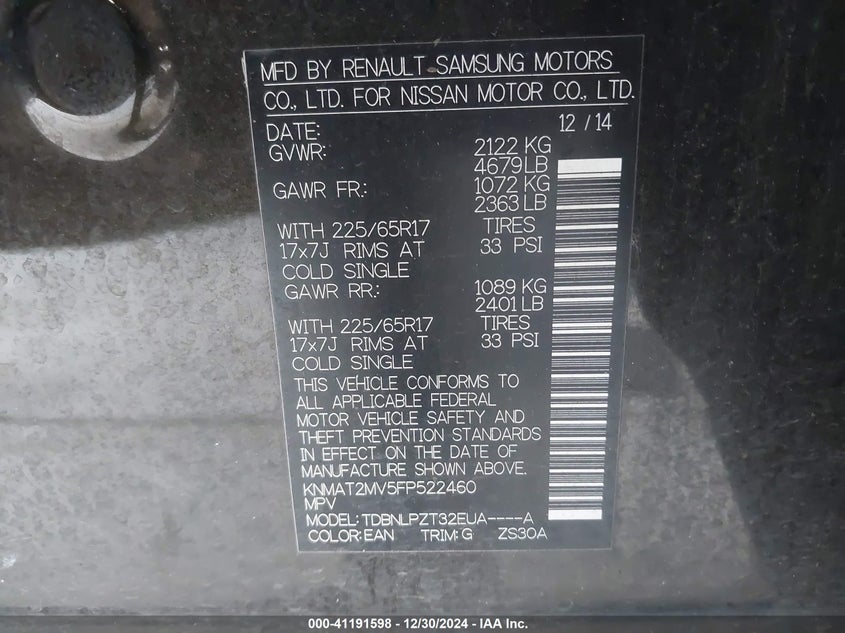 MFD BY RENAULT SAMSUNG MOTORS
CO., LTD. FOR NISSAN MOTOR CO., LTD.
DATE: 12 / 14
GVWR: 2122 KG
4679 LB
GAWR FR.: 1072 KG
2363 LB
WITH 225/65R17 TIRES
17x7J RIMS AT 33 PSI
COLD SINGLE
GAWR RR.: 1089 KG
2401 LB
WITH 225/65R17 TIRES
17x7J RIMS AT 33 PSI
COLD SINGLE
THIS VEHICLE CONFORMS TO
ALL APPLICABLE FEDERAL
MOTOR VEHICLE SAFETY AND
THEFT PREVENTION STANDARDS
IN EFFECT ON THE DATE OF
MANUFACTURE SHOWN ABOVE.
KNMAT2MV5FP522460
MPV
MODEL: TDBNLPZT32EUA----A
COLOR: EAN TRIM: G ZS30A
000-41191598 - 12/30/2024 - IAA Inc.